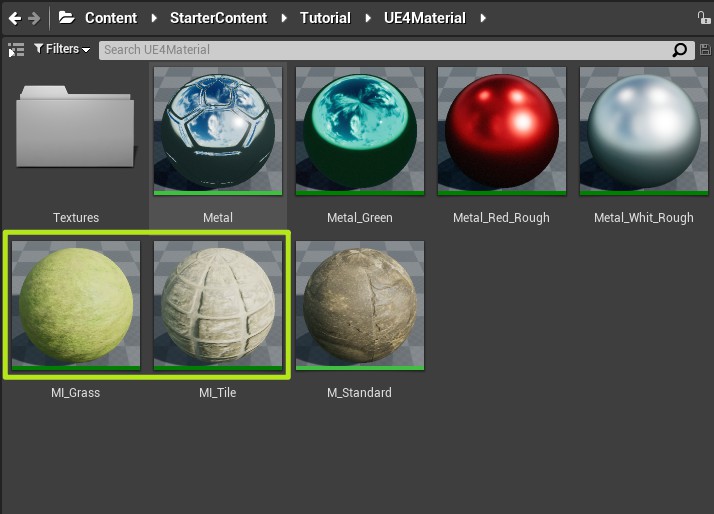 Content StarterContent Tutorial UE4Material
Filters Search UE4Material
Textures Metal Metal_Green Metal_Red_Rough Metal_Whit_Rough
MI_Grass MI_Tile M_Standard